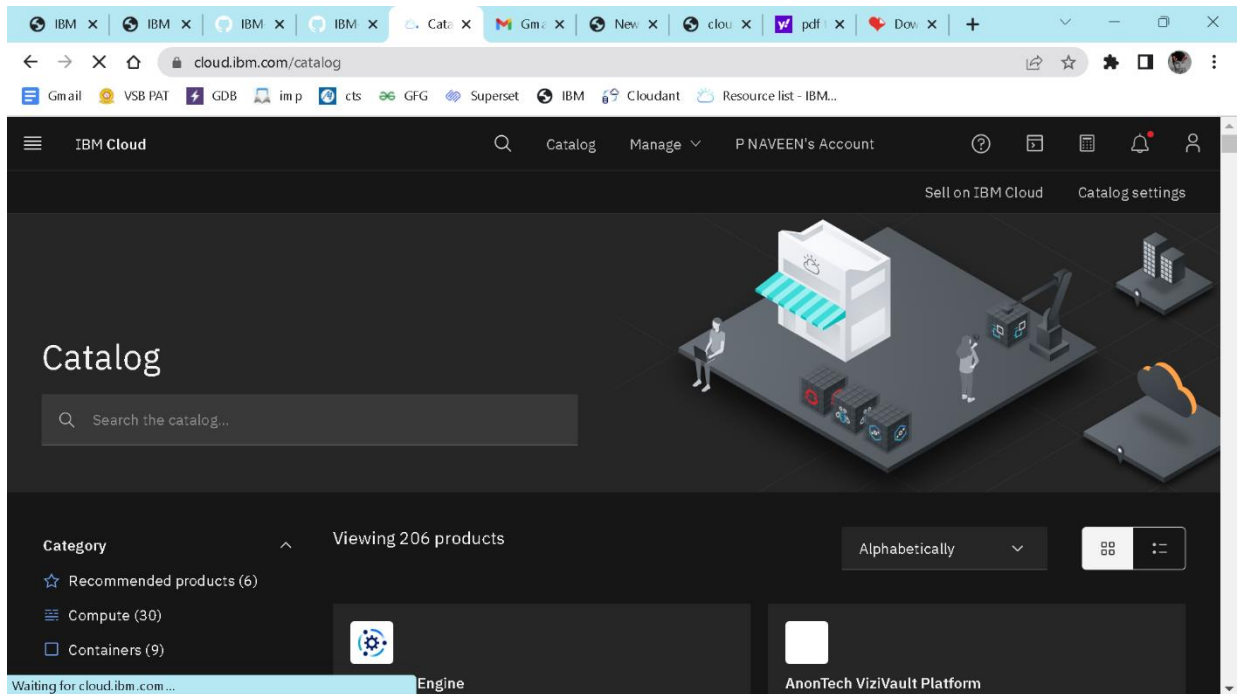 IBM IBM IBM IBM Cata Gma New clou pdf Dow
cloud.ibm.com/catalog
Gmail VSB PAT GDB imp cts GFG Superset IBM Cloudant Resource list - IBM...
IBM Cloud Catalog Manage P NAVEEN's Account
Sell on IBM Cloud Catalog settings
Catalog
Search the catalog...
Category Viewing 206 products Alphabetically
Recommended products (6)
Compute (30)
Containers (9)
Waiting for cloud.ibm.com... Engine AnonTech ViziVault Platform